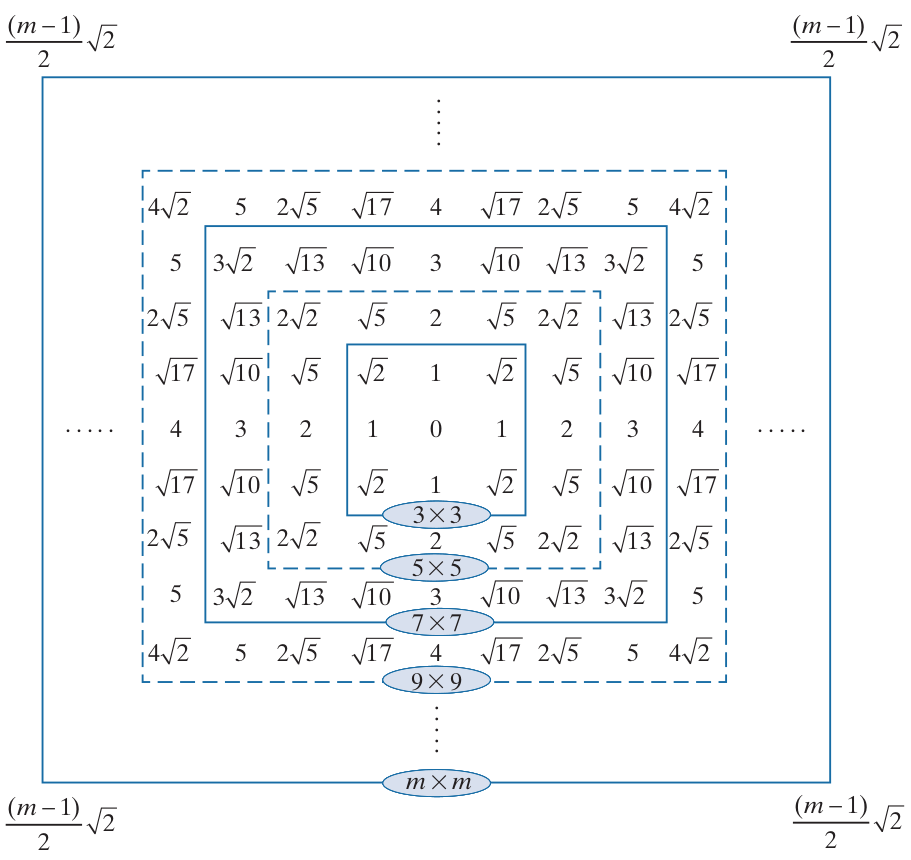 (m−1)/2 √2 (m−1)/2 √2
⋮
4√2 5 2√5 √17 4 √17 2√5 5 4√2
5 3√2 √13 √10 3 √10 √13 3√2 5
2√5 √13 2√2 √5 2 √5 2√2 √13 2√5
√17 √10 √5 √2 1 √2 √5 √10 √17
..... 4 3 2 1 0 1 2 3 4 .....
√17 √10 √5 √2 1 √2 √5 √10 √17
3×3
2√5 √13 2√2 √5 2 √5 2√2 √13 2√5
5×5
5 3√2 √13 √10 3 √10 √13 3√2 5
7×7
4√2 5 2√5 √17 4 √17 2√5 5 4√2
9×9
⋮
m×m
(m−1)/2 √2 (m−1)/2 √2